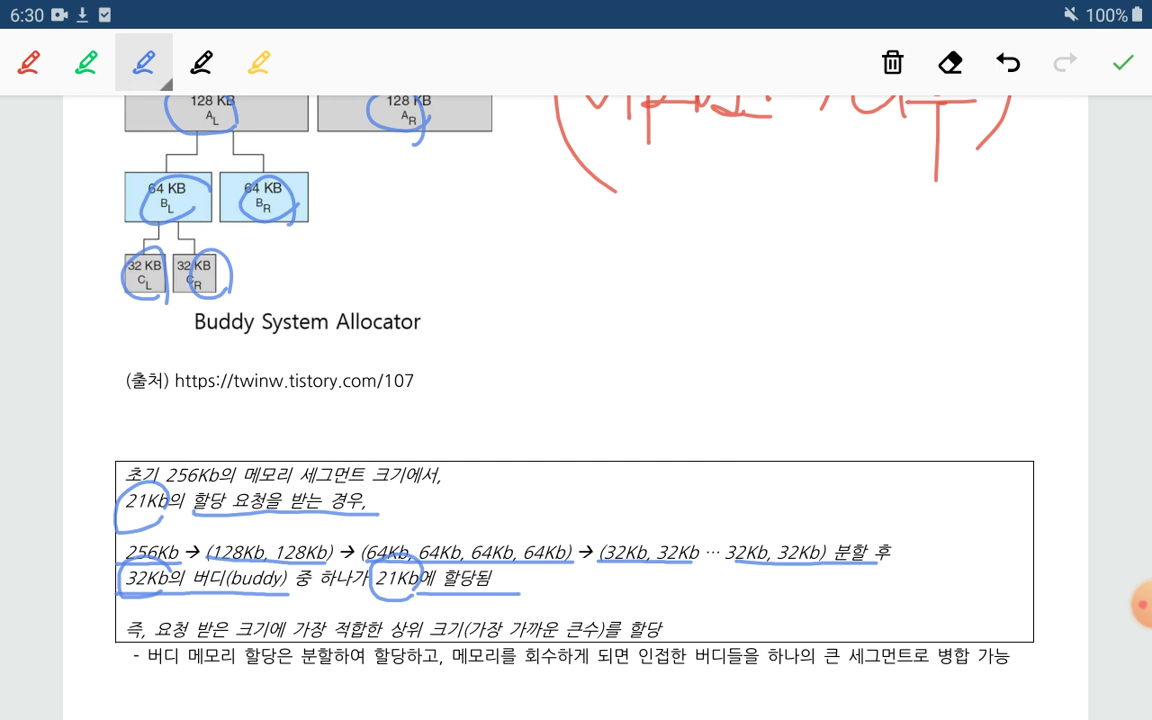 6:30 100%
128 KB 128 KB
AL AR
64 KB 64 KB
BL BR
32 KB 32 KB
CL CR
Buddy System Allocator
(출처) https://twinw.tistory.com/107
초기 256Kb의 메모리 세그먼트 크기에서,
21Kb의 할당 요청을 받는 경우,
256Kb → (128Kb, 128Kb) → (64Kb, 64Kb, 64Kb, 64Kb) → (32Kb, 32Kb ··· 32Kb, 32Kb) 분할 후
32Kb의 버디(buddy) 중 하나가 21Kb에 할당됨
즉, 요청 받은 크기에 가장 적합한 상위 크기(가장 가까운 큰수)를 할당
- 버디 메모리 할당은 분할하여 할당하고, 메모리를 회수하게 되면 인접한 버디들을 하나의 큰 세그먼트로 병합 가능